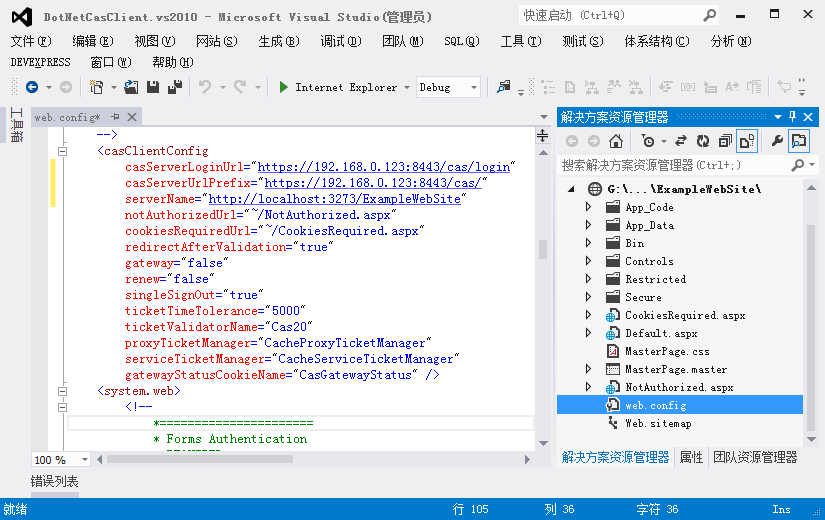 DotNetCasClient.vs2010 - Microsoft Visual Studio(管理员)
快速启动 (Ctrl+Q)
文件(F) 编辑(E) 视图(V) 网站(S) 生成(B) 调试(D) 团队(M) SQL(Q) 工具(T) 测试(S) 体系结构(C) 分析(N)
DEVEXPRESS 窗口(W) 帮助(H)
Internet Explorer Debug
工具箱
web.config*
-->
<casClientConfig
casServerLoginUrl="https://192.168.0.123:8443/cas/login"
casServerUrlPrefix="https://192.168.0.123:8443/cas/"
serverName="http://localhost:3273/ExampleWebSite"
notAuthorizedUrl="~/NotAuthorized.aspx"
cookiesRequiredUrl="~/CookiesRequired.aspx"
redirectAfterValidation="true"
gateway="false"
renew="false"
singleSignOut="true"
ticketTimeTolerance="5000"
ticketValidatorName="Cas20"
proxyTicketManager="CacheProxyTicketManager"
serviceTicketManager="CacheServiceTicketManager"
gatewayStatusCookieName="CasGatewayStatus" />
<system.web>
<!--
*======================
* Forms Authentication
100 %
解决方案资源管理器
搜索解决方案资源管理器(Ctrl+;)
G:\...\ExampleWebSite\
App_Code
App_Data
Bin
Controls
Restricted
Secure
CookiesRequired.aspx
Default.aspx
MasterPage.css
MasterPage.master
NotAuthorized.aspx
web.config
Web.sitemap
解决方案资源管理器 属性 团队资源管理器
错误列表
就绪 行 105 列 36 字符 36 Ins